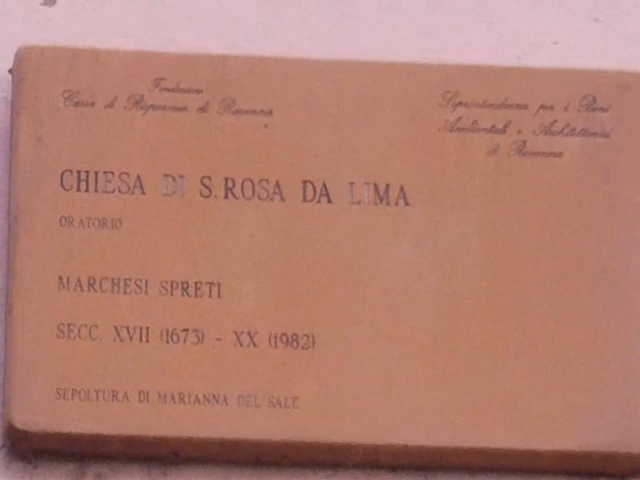 Fondazione
Cassa di Risparmio di Ravenna
Soprintendenza per i Beni
Ambientali e Architettonici
di Ravenna
CHIESA DI S. ROSA DA LIMA
ORATORIO
MARCHESI SPRETI
SECC. XVII (1673) - XX (1982)
SEPOLTURA DI MARIANNA DEL SALE